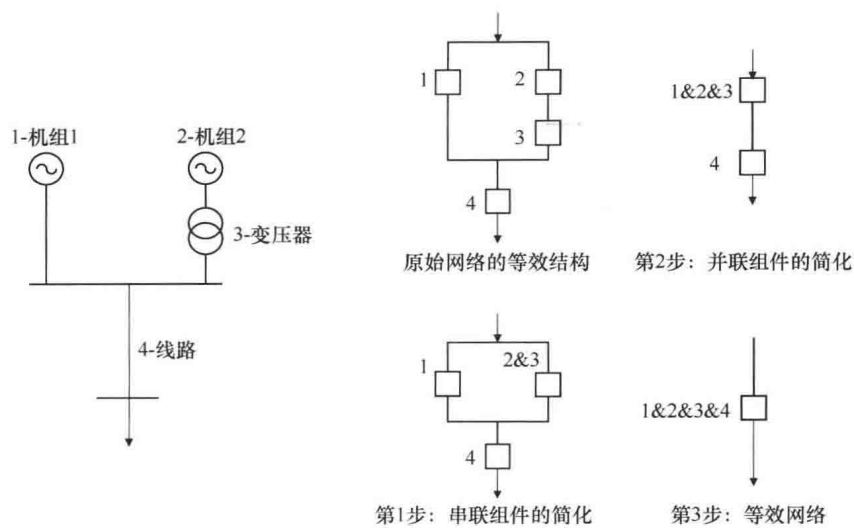 1-机组1
2-机组2
3-变压器
4-线路
1
2
3
4
原始网络的等效结构
1&2&3
4
第2步：并联组件的简化
1
2&3
4
第1步：串联组件的简化
1&2&3&4
第3步：等效网络